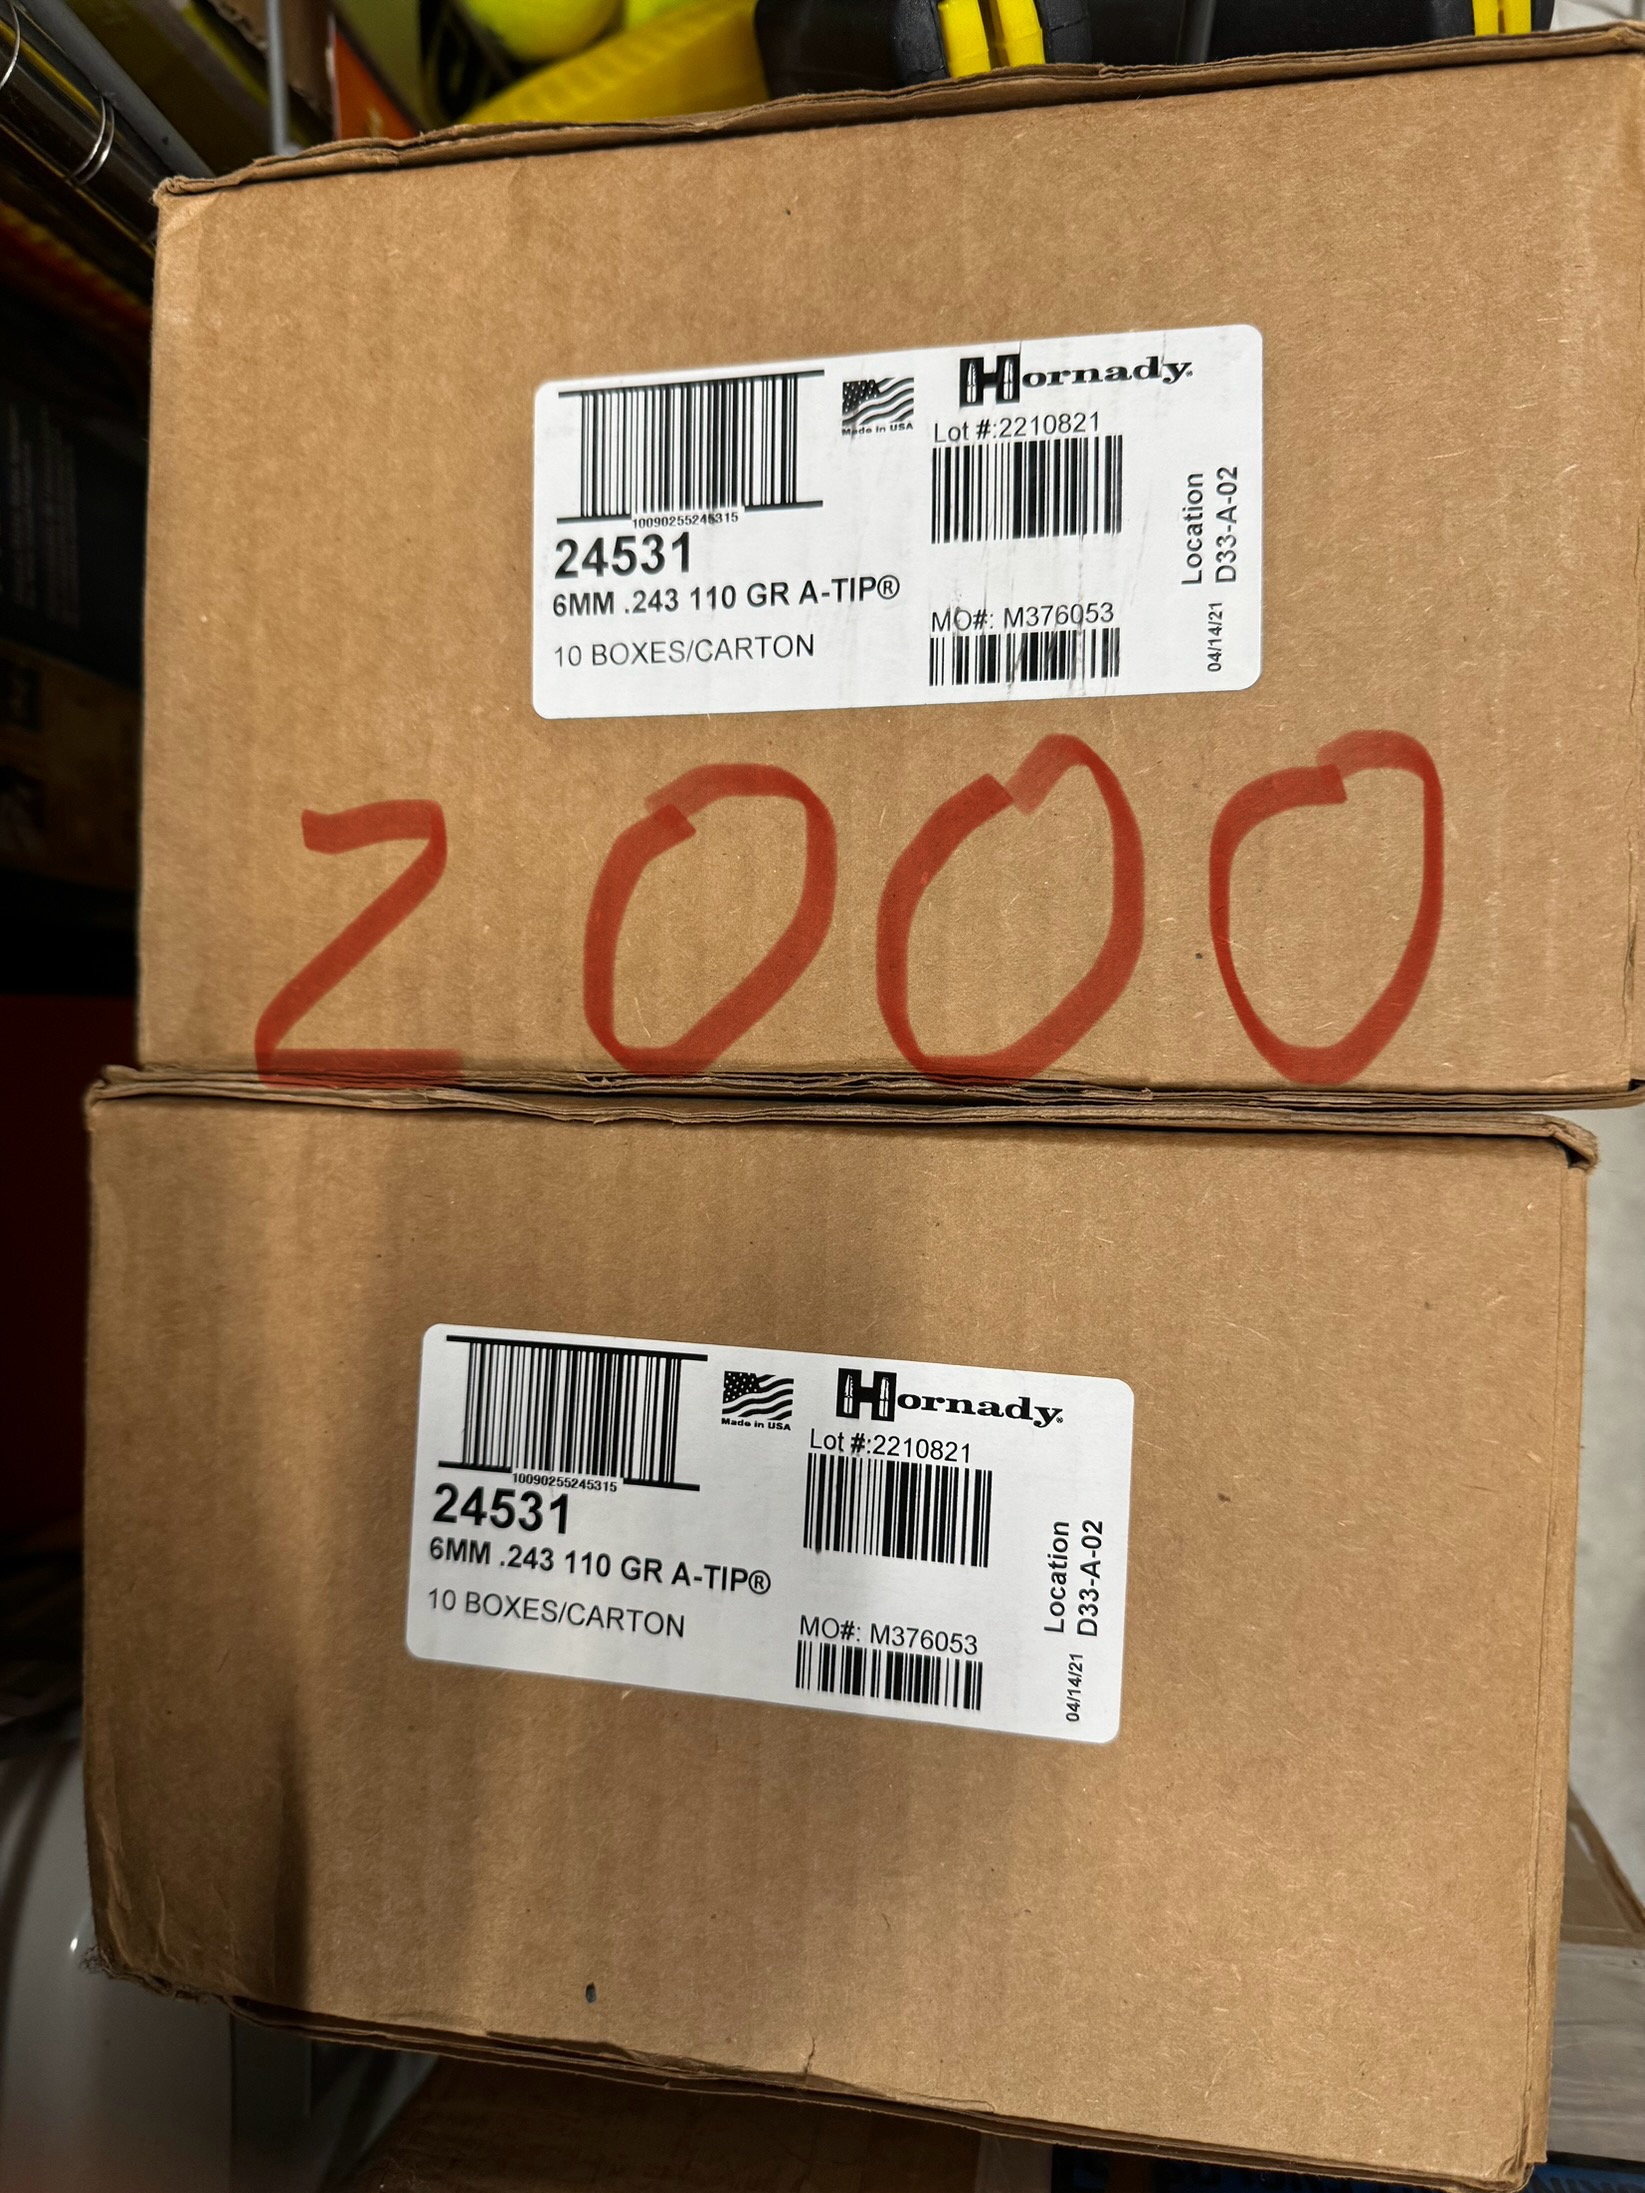 Hornady
Made in USA
Lot #:2210821
10090255245315
24531
6MM .243 110 GR A-TIP®
10 BOXES/CARTON
MO#: M376053
Location
D33-A-02
04/14/21
2000
Hornady
Made in USA
Lot #:2210821
10090255245315
24531
6MM .243 110 GR A-TIP®
10 BOXES/CARTON
MO#: M376053
Location
D33-A-02
04/14/21